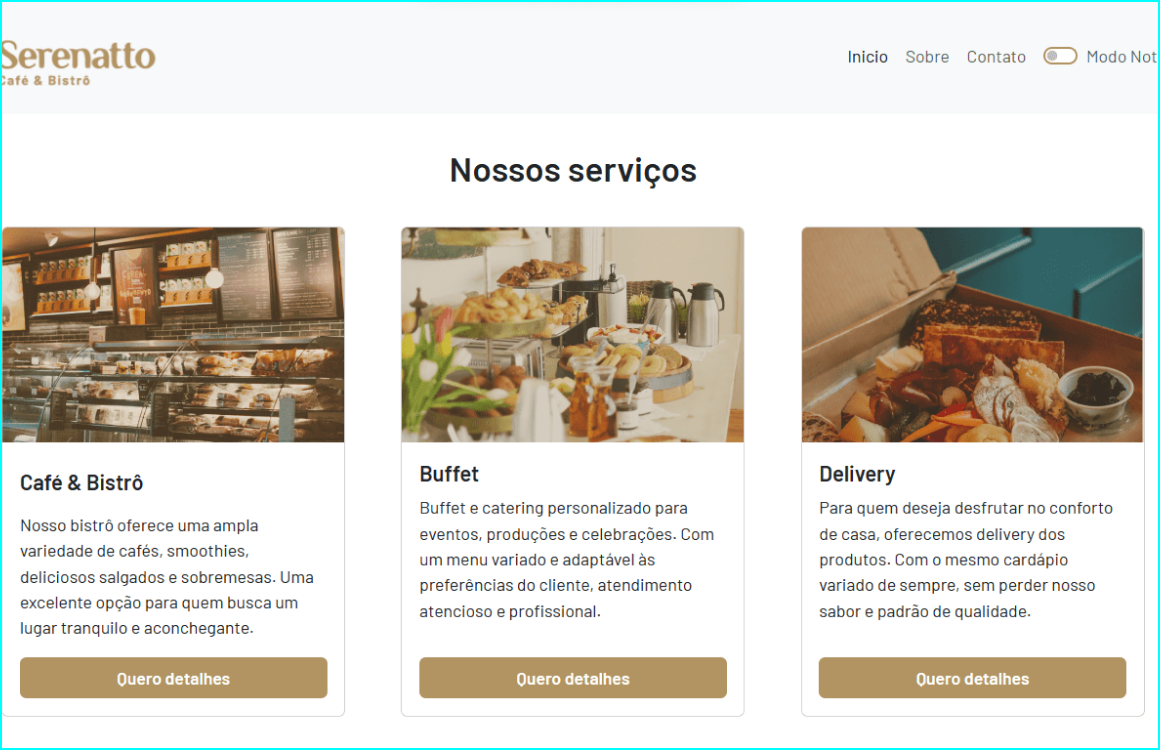 Serenatto
Café & Bistrô
Inicio Sobre Contato Modo Not
Nossos serviços
Café & Bistrô
Nosso bistrô oferece uma ampla
variedade de cafés, smoothies,
deliciosos salgados e sobremesas. Uma
excelente opção para quem busca um
lugar tranquilo e aconchegante.
Quero detalhes
Buffet
Buffet e catering personalizado para
eventos, produções e celebrações. Com
um menu variado e adaptável às
preferências do cliente, atendimento
atencioso e profissional.
Quero detalhes
Delivery
Para quem deseja desfrutar no conforto
de casa, oferecemos delivery dos
produtos. Com o mesmo cardápio
variado de sempre, sem perder nosso
sabor e padrão de qualidade.
Quero detalhes